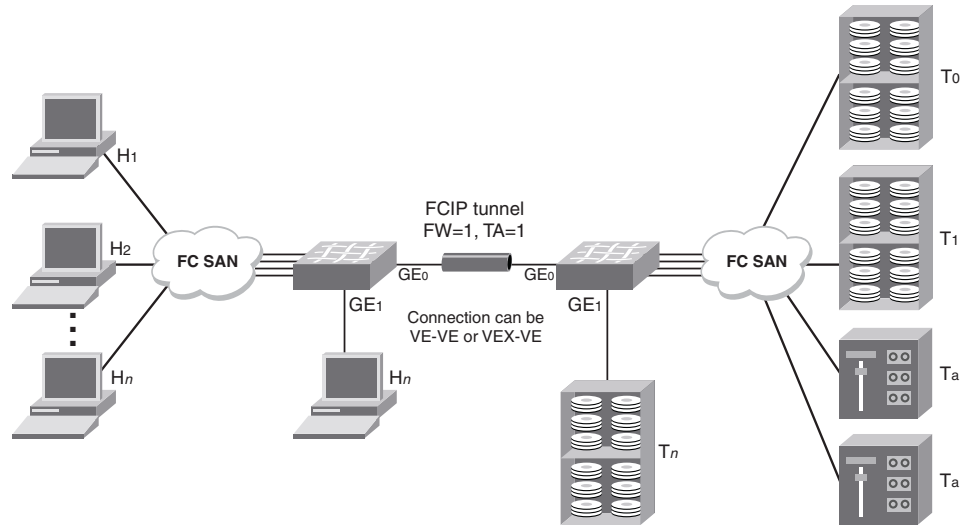 T0
H1
FCIP tunnel
FW=1, TA=1
T1
H2
FC SAN
GE0
GE0
FC SAN
GE1
Connection can be
VE-VE or VEX-VE
GE1
Hn
Hn
Ta
Tn
Ta